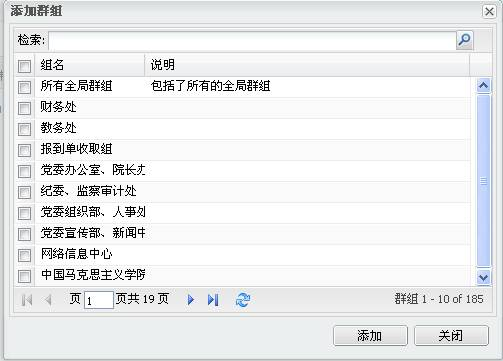 添加群组
检索:
组名 说明
所有全局群组 包括了所有的全局群组
财务处
教务处
报到单收取组
党委办公室、院长办
纪委、监察审计处
党委组织部、人事处
党委宣传部、新闻中
网络信息中心
中国马克思主义学院
页 1 页共 19 页 群组 1 - 10 of 185
添加 关闭